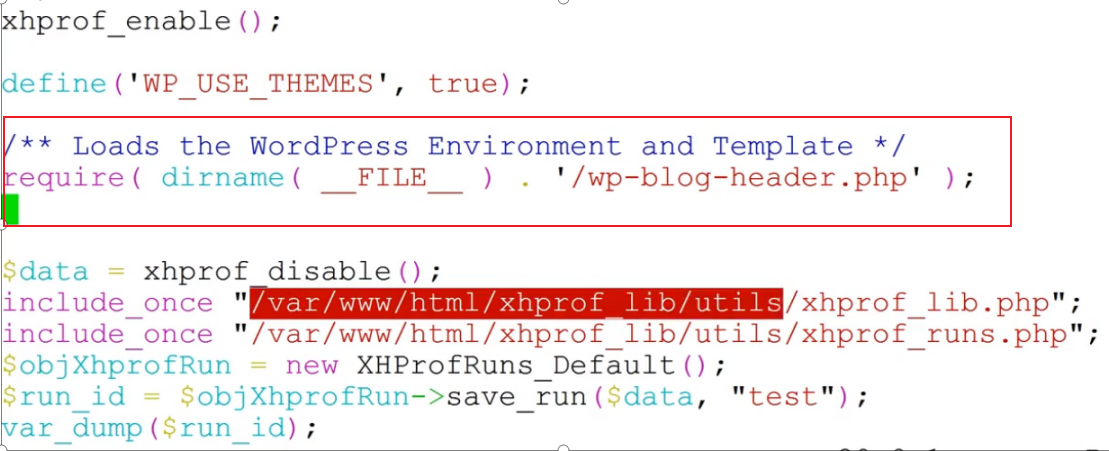 xhprof_enable();
define('WP_USE_THEMES', true);
/** Loads the WordPress Environment and Template */
require( dirname( __FILE__ ) . '/wp-blog-header.php' );
$data = xhprof_disable();
include_once "/var/www/html/xhprof_lib/utils/xhprof_lib.php";
include_once "/var/www/html/xhprof_lib/utils/xhprof_runs.php";
$objXhprofRun = new XHProfRuns_Default();
$run_id = $objXhprofRun->save_run($data, "test");
var_dump($run_id);